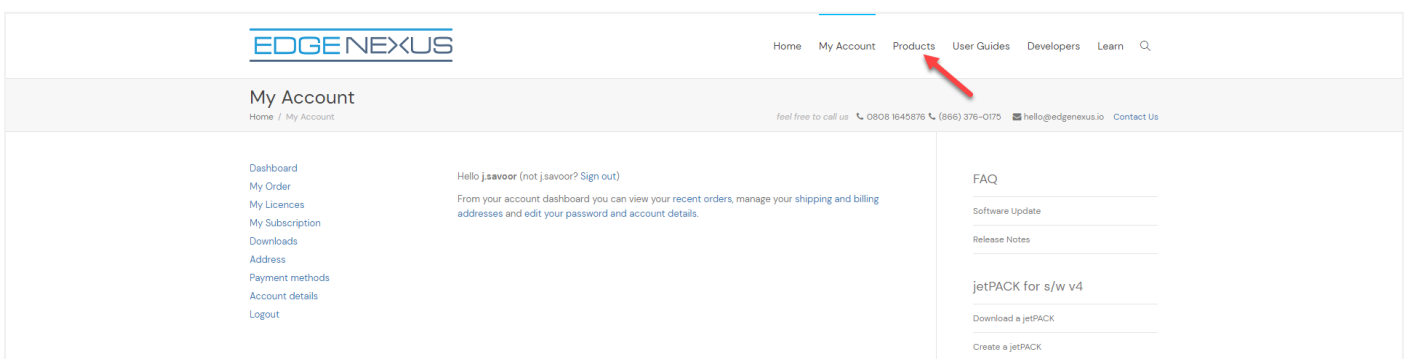 EDGENEXUS
Home My Account Products User Guides Developers Learn
My Account
Home / My Account
feel free to call us 0808 1645876 (866) 376-0175 hello@edgenexus.io Contact Us
Dashboard
My Order
My Licences
My Subscription
Downloads
Address
Payment methods
Account details
Logout
Hello j.savoor (not j.savoor? Sign out)
From your account dashboard you can view your recent orders, manage your shipping and billing
addresses and edit your password and account details.
FAQ
Software Update
Release Notes
jetPACK for s/w v4
Download a jetPACK
Create a jetPACK